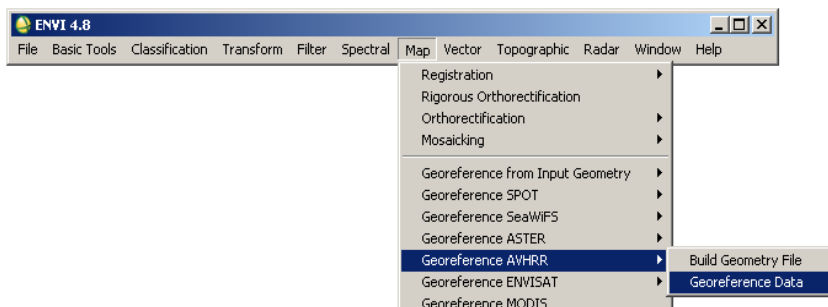 ENVI 4.8
File Basic Tools Classification Transform Filter Spectral Map Vector Topographic Radar Window Help
Registration
Rigorous Orthorectification
Orthorectification
Mosaicking
Georeference from Input Geometry
Georeference SPOT
Georeference SeaWiFS
Georeference ASTER
Georeference AVHRR
Build Geometry File
Georeference ENVISAT
Georeference Data
Georeference MODIS